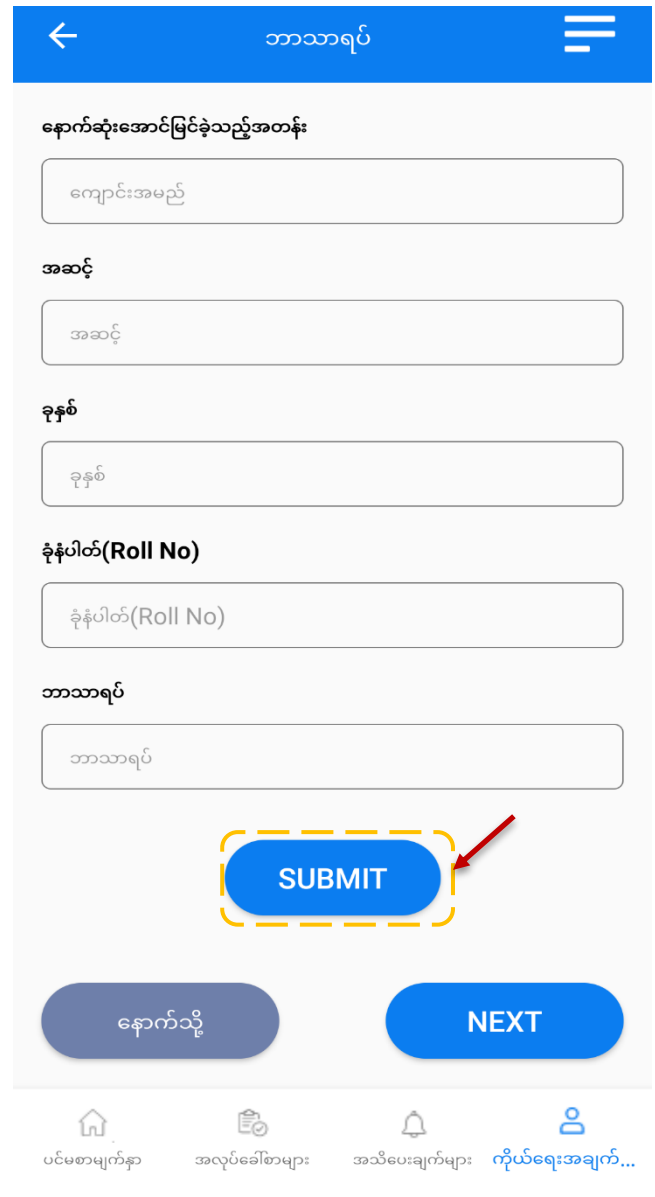 ဘာသာရပ်
နောက်ဆုံးအောင်မြင်ခဲ့သည့်အတန်း
ကျောင်းအမည်
အဆင့်
အဆင့်
ခုနှစ်
ခုနှစ်
ခုံနံပါတ်(Roll No)
ခုံနံပါတ်(Roll No)
ဘာသာရပ်
ဘာသာရပ်
SUBMIT
နောက်သို့ NEXT
ပင်မစာမျက်နှာ အလုပ်ခေါ်စာများ အသိပေးချက်များ ကိုယ်ရေးအချက်...